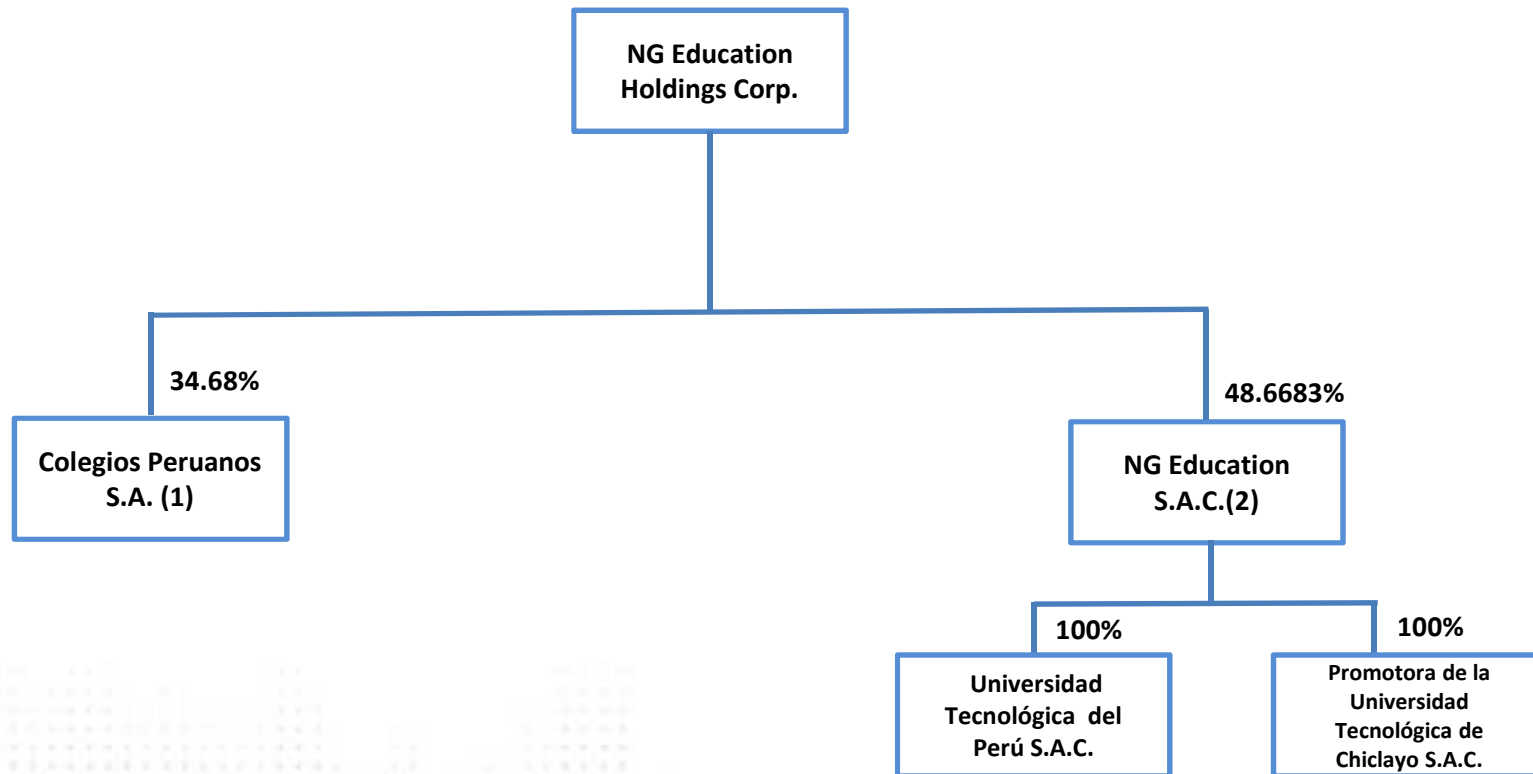 NG Education
Holdings Corp.
34.68%
48.6683%
Colegios Peruanos
S.A. (1)
NG Education
S.A.C.(2)
100%
100%
Universidad
Tecnológica del
Perú S.A.C.
Promotora de la
Universidad
Tecnológica de
Chiclayo S.A.C.